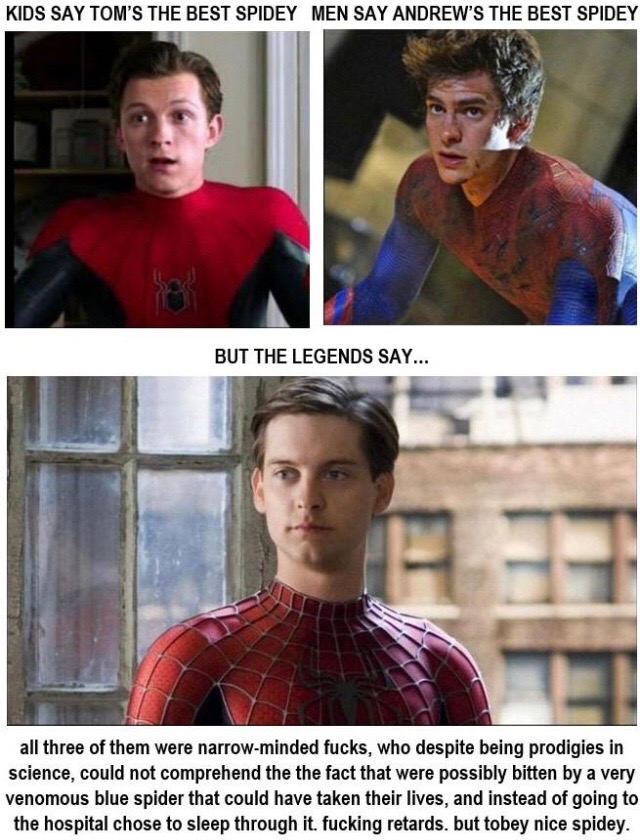 KIDS SAY TOM'S THE BEST SPIDEY
MEN SAY ANDREW'S THE BEST SPIDEY
BUT THE LEGENDS SAY...
all three of them were narrow-minded fucks, who despite being prodigies in
science, could not comprehend the the fact that were possibly bitten by a very
venomous blue spider that could have taken their lives, and instead of going to
the hospital chose to sleep through it. fucking retards. but tobey nice spidey.